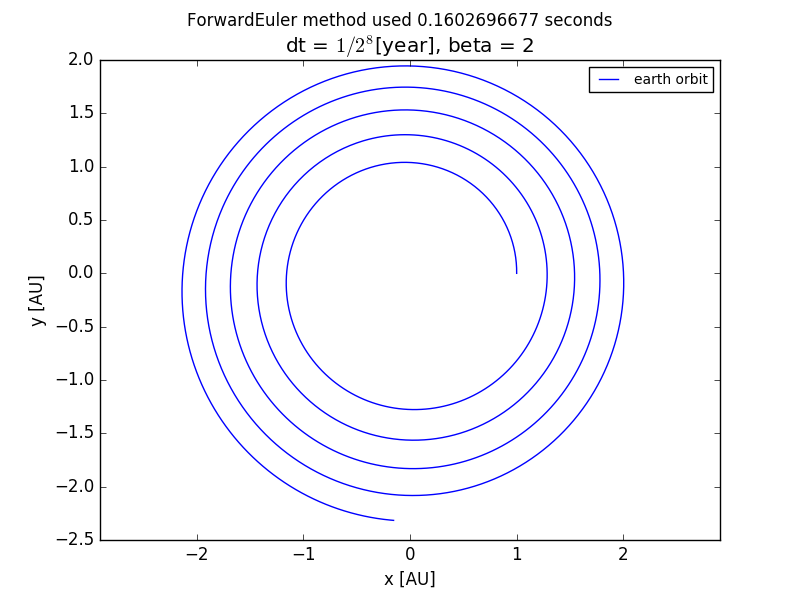 ForwardEuler method used 0.1602696677 seconds
dt = 1/2⁸[year], beta = 2
earth orbit
2.0
1.5
1.0
0.5
0.0
−0.5
−1.0
−1.5
−2.0
−2.5
y [AU]
−2 −1 0 1 2
x [AU]